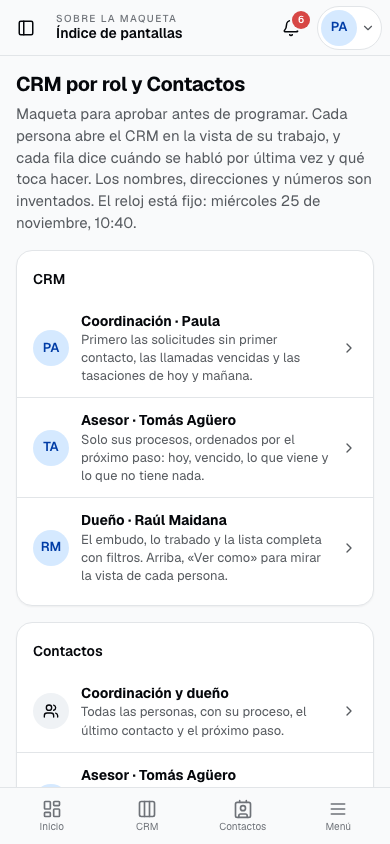 SOBRE LA MAQUETA
Índice de pantallas
6
PA
CRM por rol y Contactos
Maqueta para aprobar antes de programar. Cada
persona abre el CRM en la vista de su trabajo, y
cada fila dice cuándo se habló por última vez y qué
toca hacer. Los nombres, direcciones y números son
inventados. El reloj está fijo: miércoles 25 de
noviembre, 10:40.
CRM
PA
Coordinación · Paula
Primero las solicitudes sin primer
contacto, las llamadas vencidas y las
tasaciones de hoy y mañana.
TA
Asesor · Tomás Agüero
Solo sus procesos, ordenados por el
próximo paso: hoy, vencido, lo que viene y
lo que no tiene nada.
RM
Dueño · Raúl Maidana
El embudo, lo trabado y la lista completa
con filtros. Arriba, «Ver como» para mirar
la vista de cada persona.
Contactos
Coordinación y dueño
Todas las personas, con su proceso, el
último contacto y el próximo paso.
Asesor · Tomás Agüero
Inicio
CRM
Contactos
Menú